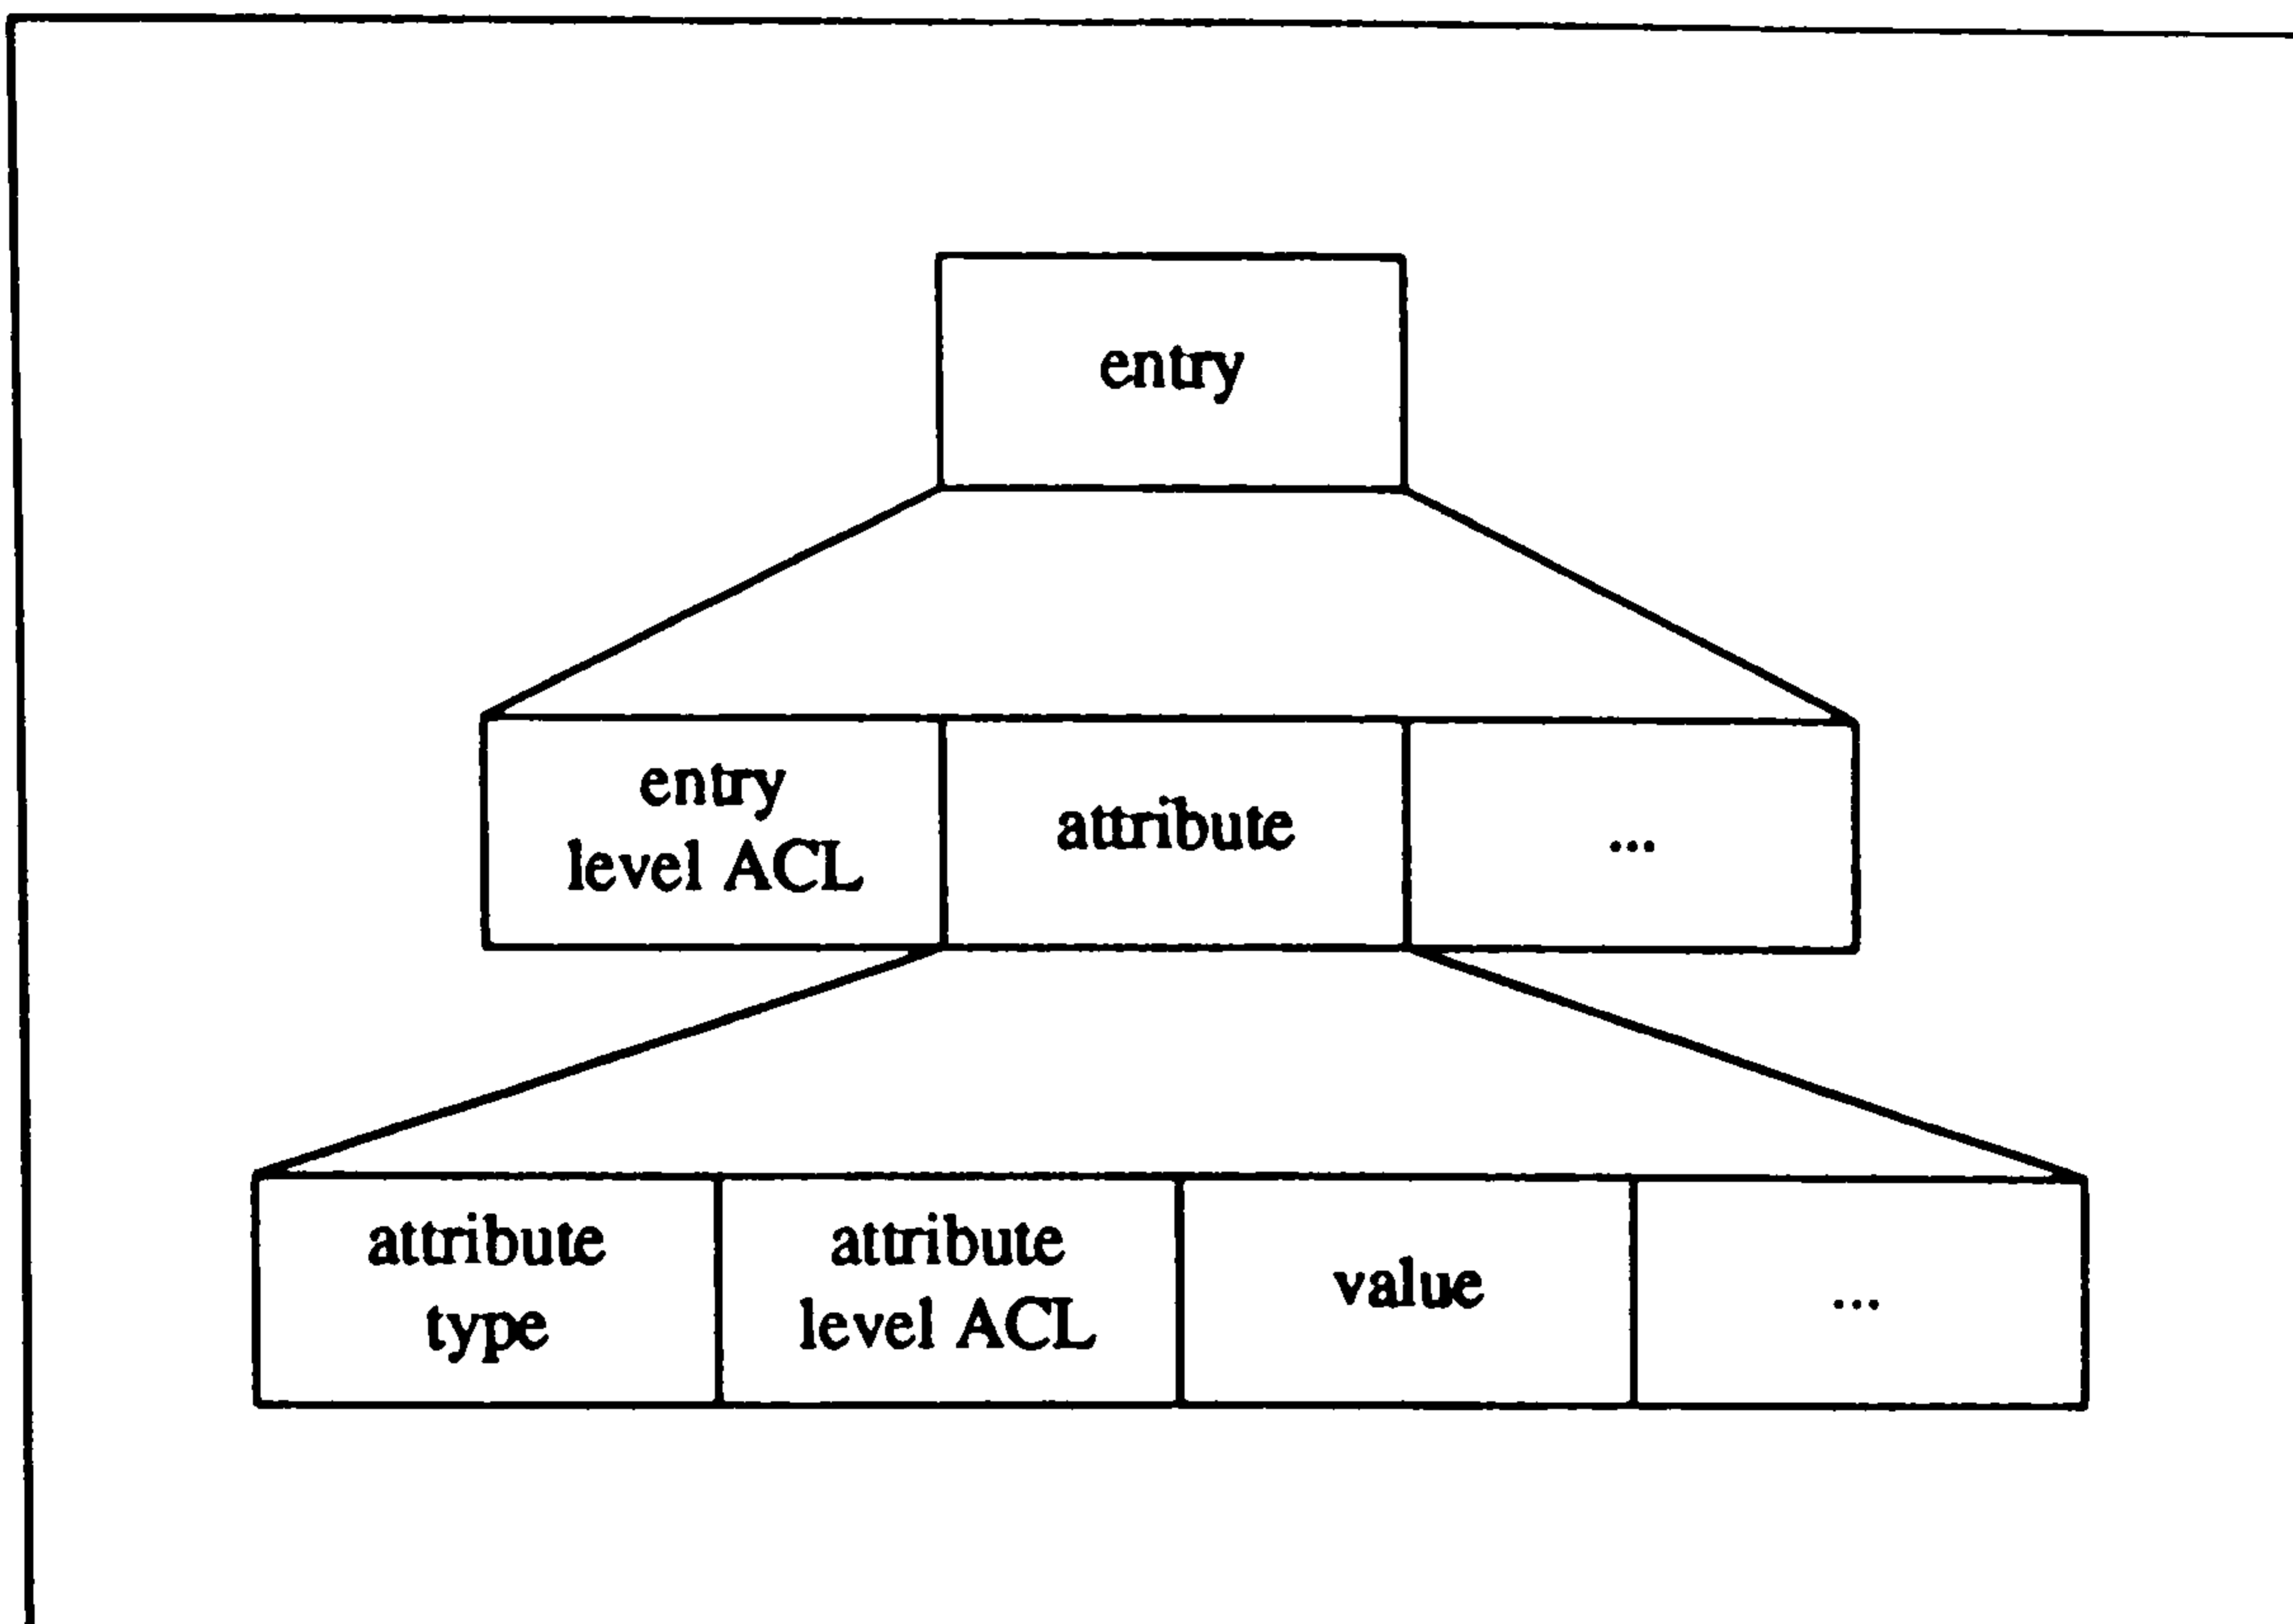 entry
entry
level ACL
attribute
...
attribute
type
attribute
level ACL
value
...